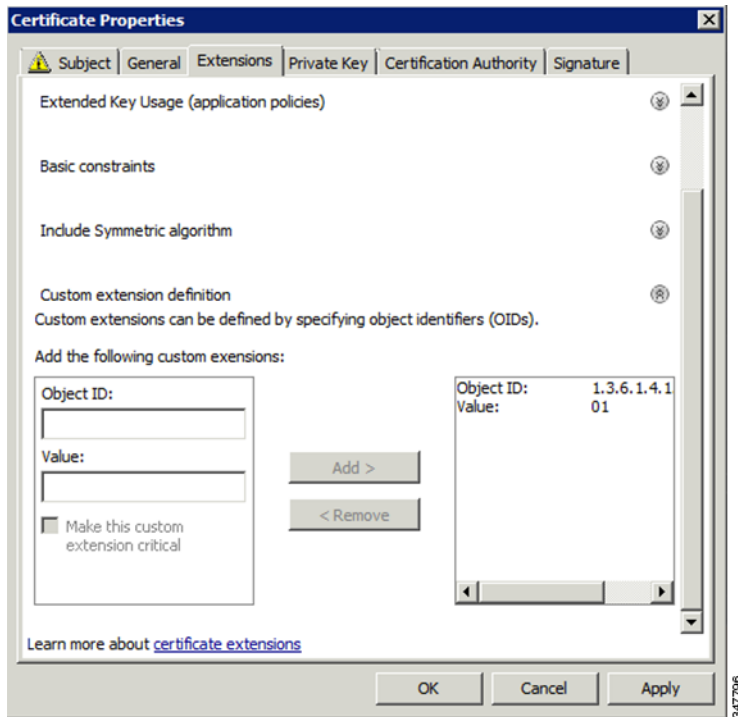 Certificate Properties
Subject General Extensions Private Key Certification Authority Signature
Extended Key Usage (application policies)
Basic constraints
Include Symmetric algorithm
Custom extension definition
Custom extensions can be defined by specifying object identifiers (OIDs).
Add the following custom exensions:
Object ID:
Value:
Make this custom
extension critical
Add >
< Remove
Object ID: 1.3.6.1.4.1
Value: 01
Learn more about certificate extensions
OK Cancel Apply
347796